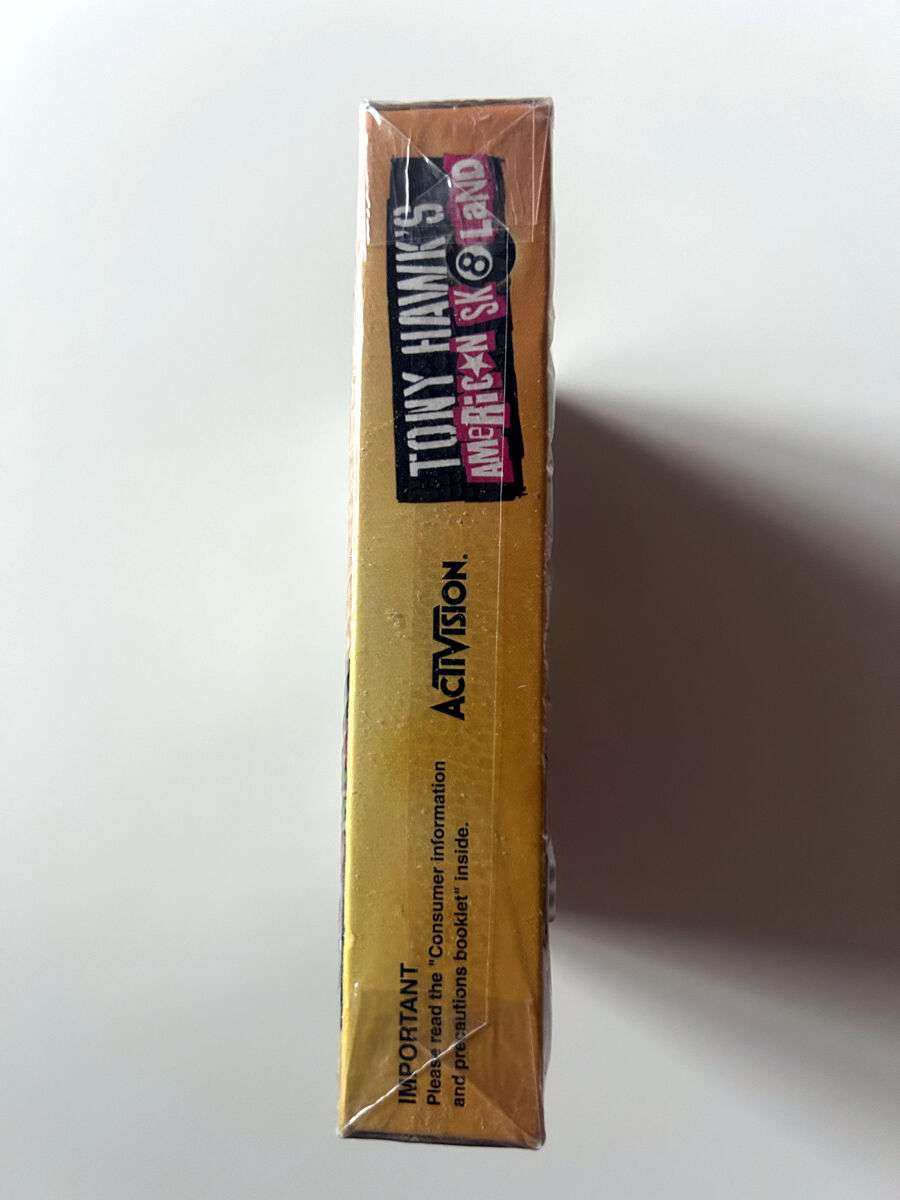 TONY HAWK'S
AMeRiC★N SK8LaND
ACTIVISION.
IMPORTANT
Please read the "Consumer information
and precautions booklet" inside.